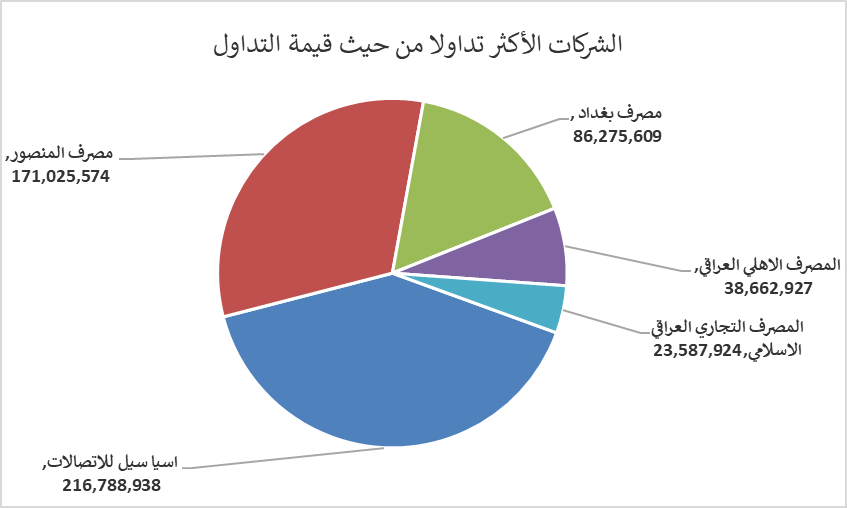 الشركات الأكثر تداولا من حيث قيمة التداول
مصرف بغداد ,
86,275,609
مصرف المنصور,
171,025,574
المصرف الاهلي العراقي,
38,662,927
المصرف التجاري العراقي
الاسلامي, 23,587,924
اسيا سيل للاتصالات,
216,788,938